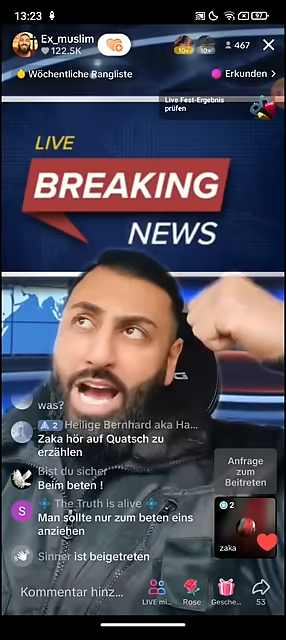 13:23
97
Ex_muslim
122.5K
10+
10+
467
Wöchentliche Rangliste
Erkunden >
Live Fest-Ergebnis
prüfen
LIVE
BREAKING
NEWS
was?
2 Heilige Bernhard aka Ha...
Zaka hör auf Quatsch zu
erzählen
Bist du sicher
Beim beten !
S
The Truth is alive
Man sollte nur zum beten eins
anziehen
Sinner ist beigetreten
Anfrage
zum
Beitreten
2
zaka
Kommentar hinz...
LIVE mi...
Rose
Gesche...
53